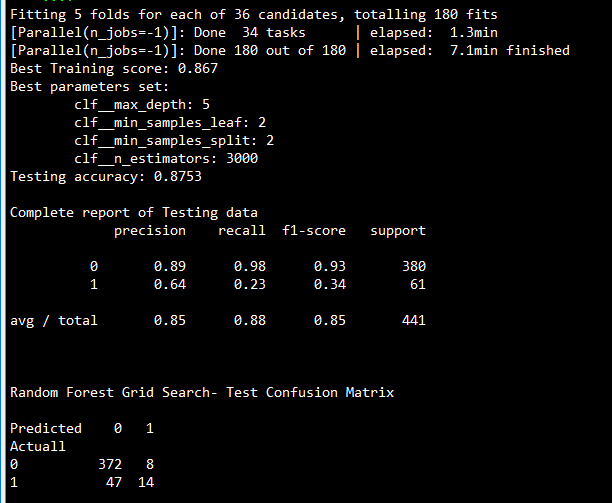 Fitting 5 folds for each of 36 candidates, totalling 180 fits
[Parallel(n_jobs=-1)]: Done  34 tasks      | elapsed:  1.3min
[Parallel(n_jobs=-1)]: Done 180 out of 180 | elapsed:  7.1min finished
Best Training score: 0.867
Best parameters set:
        clf__max_depth: 5
        clf__min_samples_leaf: 2
        clf__min_samples_split: 2
        clf__n_estimators: 3000
Testing accuracy: 0.8753
Complete report of Testing data
             precision    recall  f1-score   support
          0       0.89      0.98      0.93       380
          1       0.64      0.23      0.34        61
avg / total       0.85      0.88      0.85       441
Random Forest Grid Search- Test Confusion Matrix
Predicted    0   1
Actuall
0          372   8
1           47  14